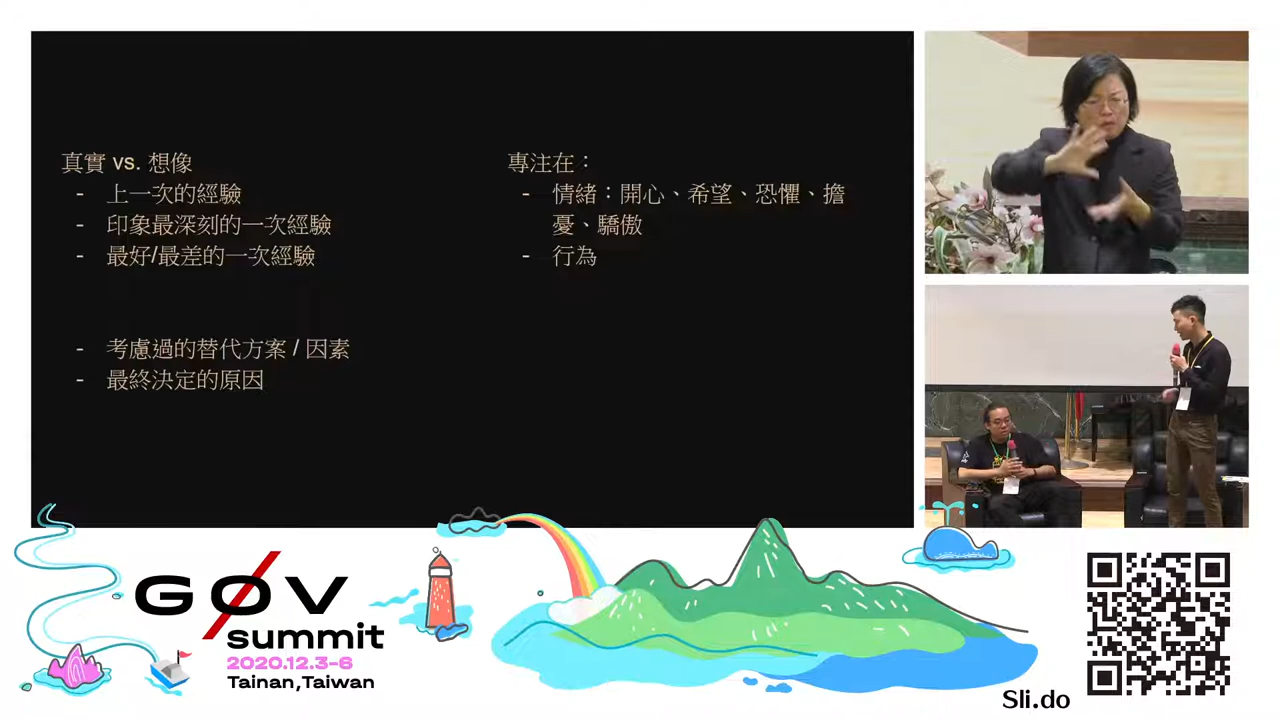 真實 vs. 想像
- 上一次的經驗
- 印象最深刻的一次經驗
- 最好/最差的一次經驗
- 考慮過的替代方案 / 因素
- 最終決定的原因
專注在：
- 情緒：開心、希望、恐懼、擔
憂、驕傲
- 行為
GØV
summit
2020.12.3-6
Tainan,Taiwan
Sli.do